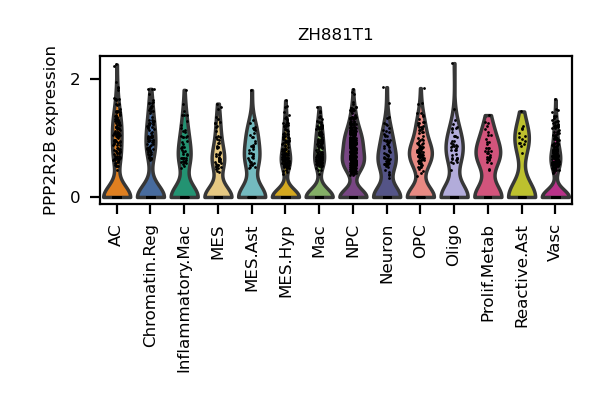 ZH881T1
PPP2R2B expression
2
0
AC
Chromatin.Reg
Inflammatory.Mac
MES
MES.Ast
MES.Hyp
Mac
NPC
Neuron
OPC
Oligo
Prolif.Metab
Reactive.Ast
Vasc